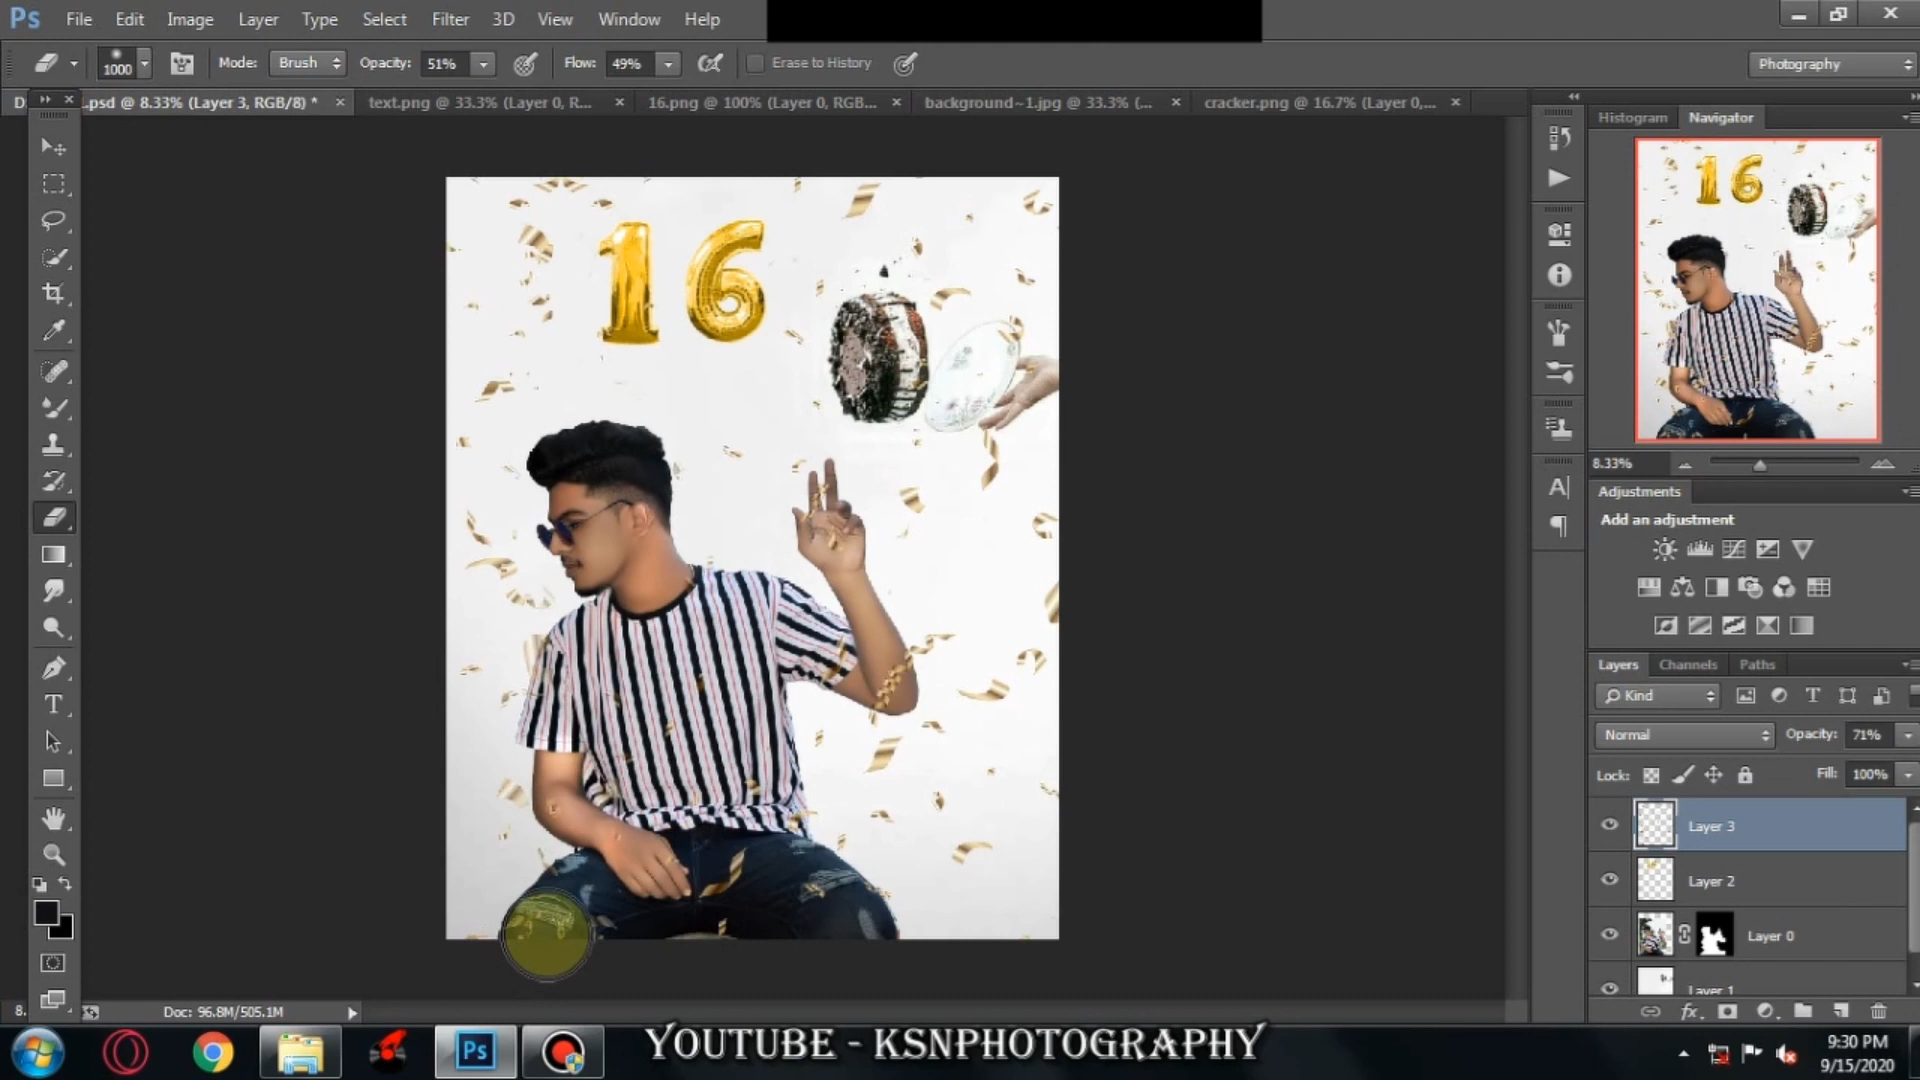 Ps File Edit Image Layer Type Select Filter 3D View Window Help
1000 Mode: Brush Opacity: 51% Flow: 49% Erase to History Photography
D .psd @ 8.33% (Layer 3, RGB/8) * text.png @ 33.3% (Layer 0, R... 16.png @ 100% (Layer 0, RGB... background~1.jpg @ 33.3% (... cracker.png @ 16.7% (Layer 0,...
Histogram Navigator
16
16
8.33%
Adjustments
Add an adjustment
Layers Channels Paths
Kind
Normal Opacity: 71%
Lock: Fill: 100%
Layer 3
Layer 2
Layer 0
Layer 1
8. Doc: 96.8M/505.1M
fx
Ps
YOUTUBE - KSNPHOTOGRAPHY
9:30 PM
9/15/2020